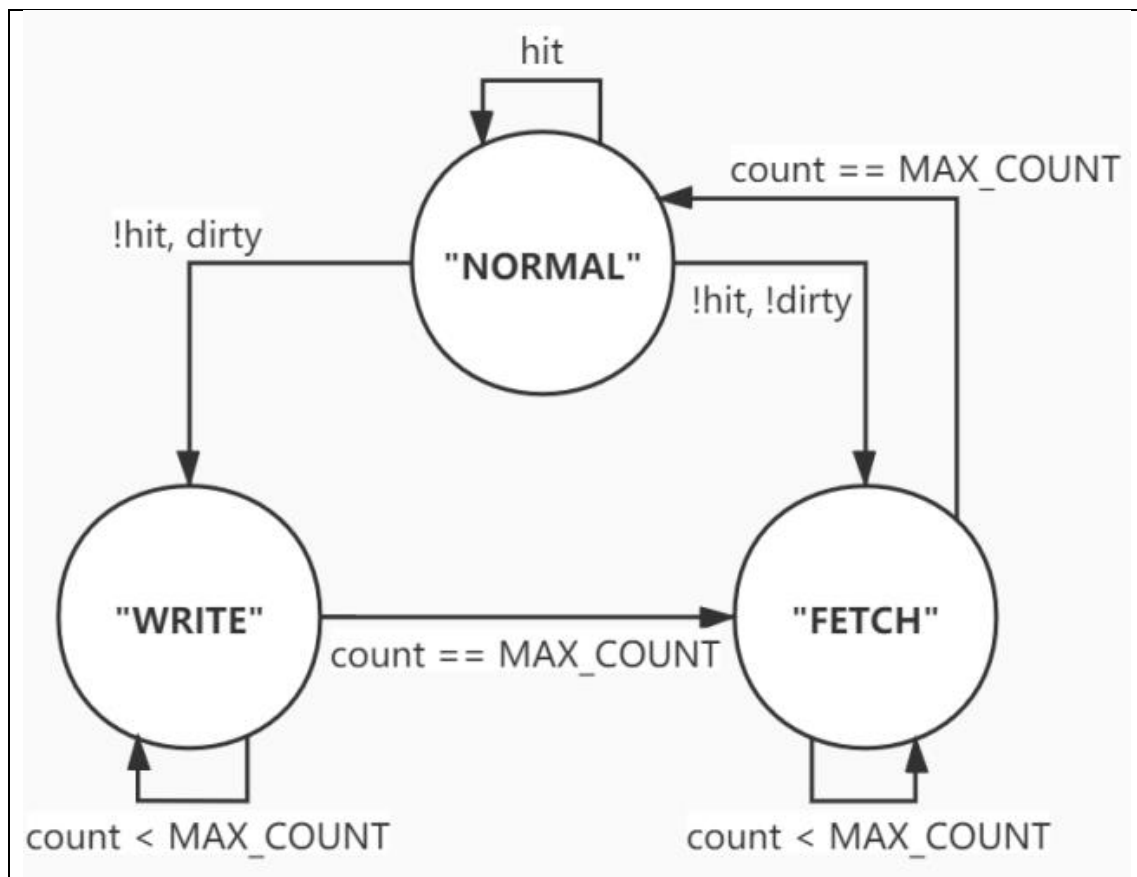 hit
count == MAX_COUNT
!hit, dirty
"NORMAL"
!hit, !dirty
"WRITE"
"FETCH"
count == MAX_COUNT
count < MAX_COUNT
count < MAX_COUNT